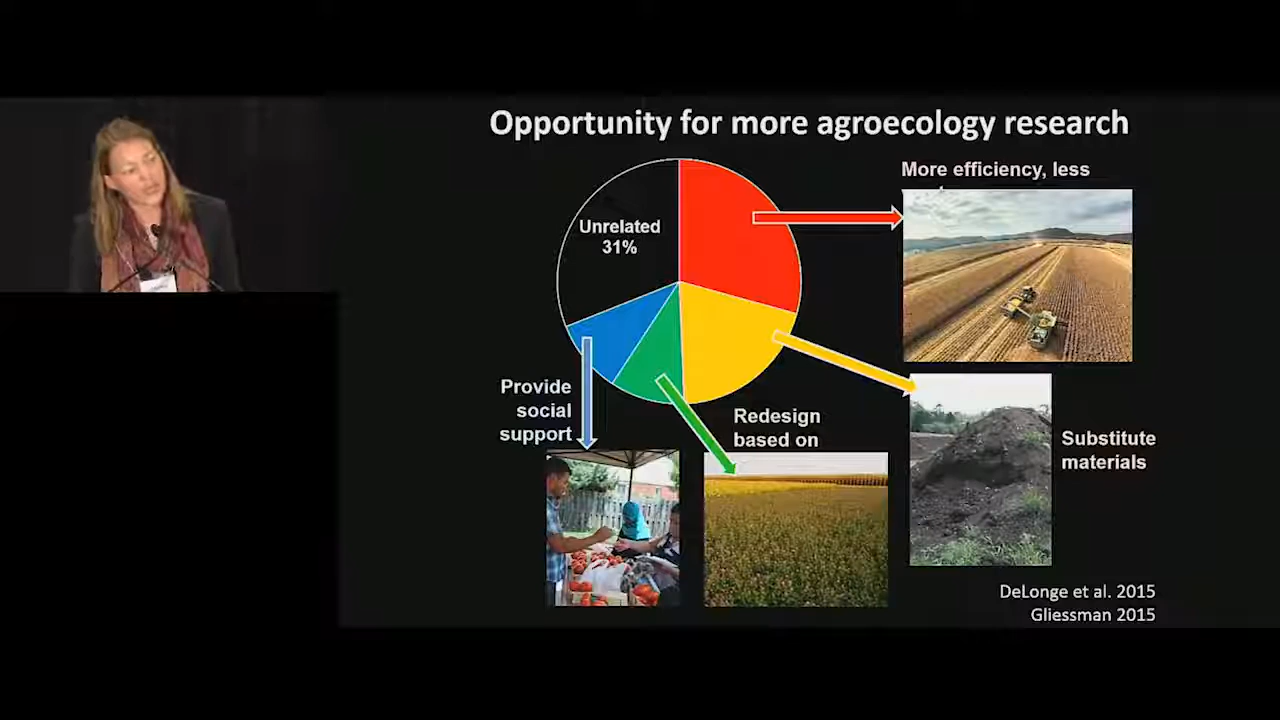 Opportunity for more agroecology research
More efficiency, less
Unrelated
31%
Provide
social
support
Redesign
based on
Substitute
materials
DeLonge et al. 2015
Gliessman 2015